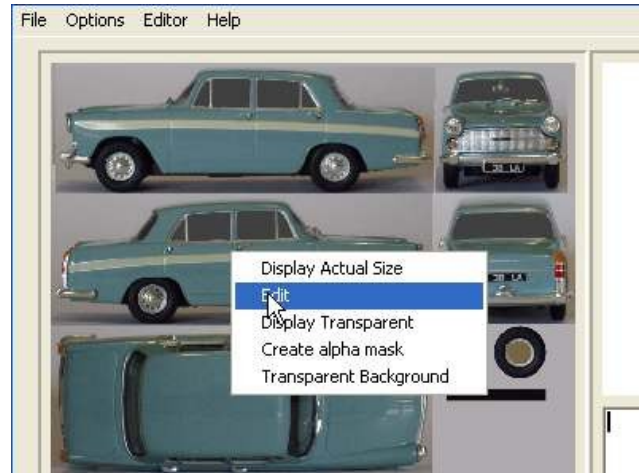 File Options Editor Help
Display Actual Size
Edit
Display Transparent
Create alpha mask
Transparent Background